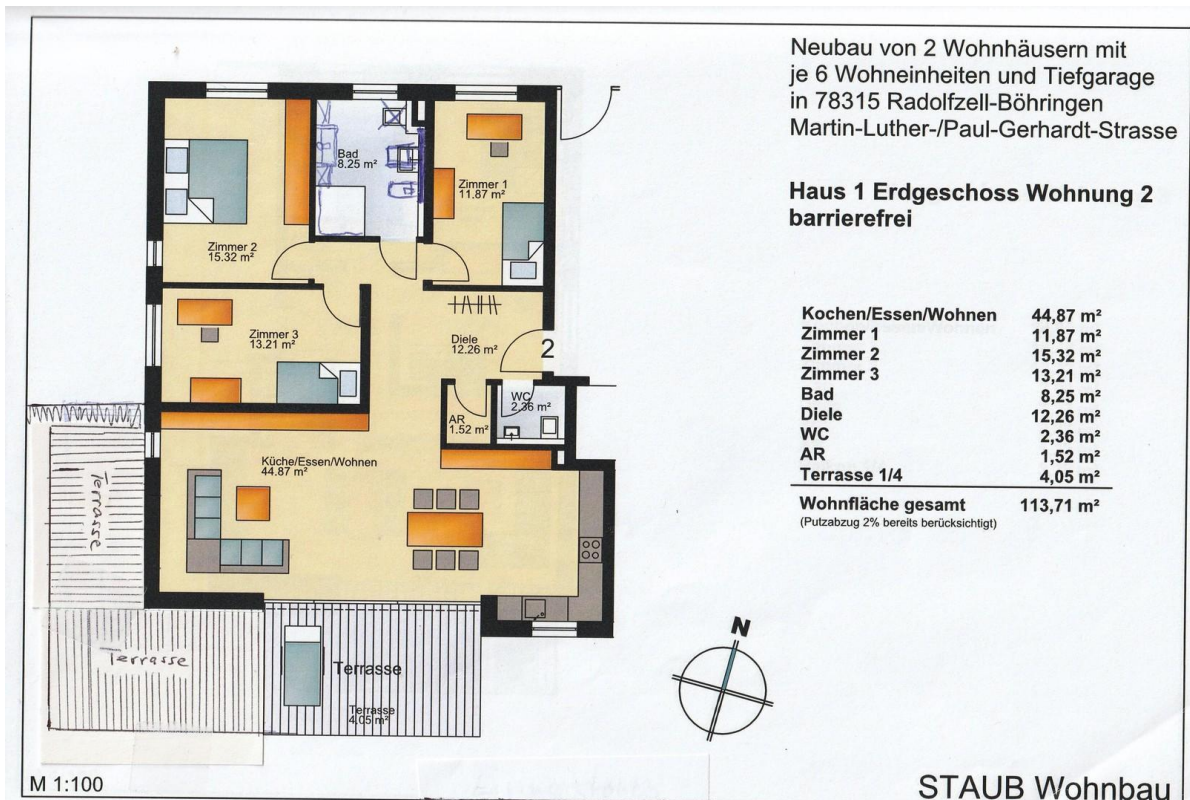 Neubau von 2 Wohnhäusern mit
je 6 Wohneinheiten und Tiefgarage
in 78315 Radolfzell-Böhringen
Martin-Luther-/Paul-Gerhardt-Strasse
Haus 1 Erdgeschoss Wohnung 2
barrierefrei
Kochen/Essen/Wohnen 44,87 m²
Zimmer 1 11,87 m²
Zimmer 2 15,32 m²
Zimmer 3 13,21 m²
Bad 8,25 m²
Diele 12,26 m²
WC 2,36 m²
AR 1,52 m²
Terrasse 1/4 4,05 m²
Wohnfläche gesamt 113,71 m²
(Putzabzug 2% bereits berücksichtigt)
Bad
8.25 m²
Zimmer 1
11.87 m²
Zimmer 2
15.32 m²
Zimmer 3
13.21 m²
Diele
12.26 m²
2
WC
2,36 m²
AR
1.52 m²
Küche/Essen/Wohnen
44.87 m²
Terrasse
Terrasse
Terrasse
Terrasse
4,05 m²
N
M 1:100
STAUB Wohnbau